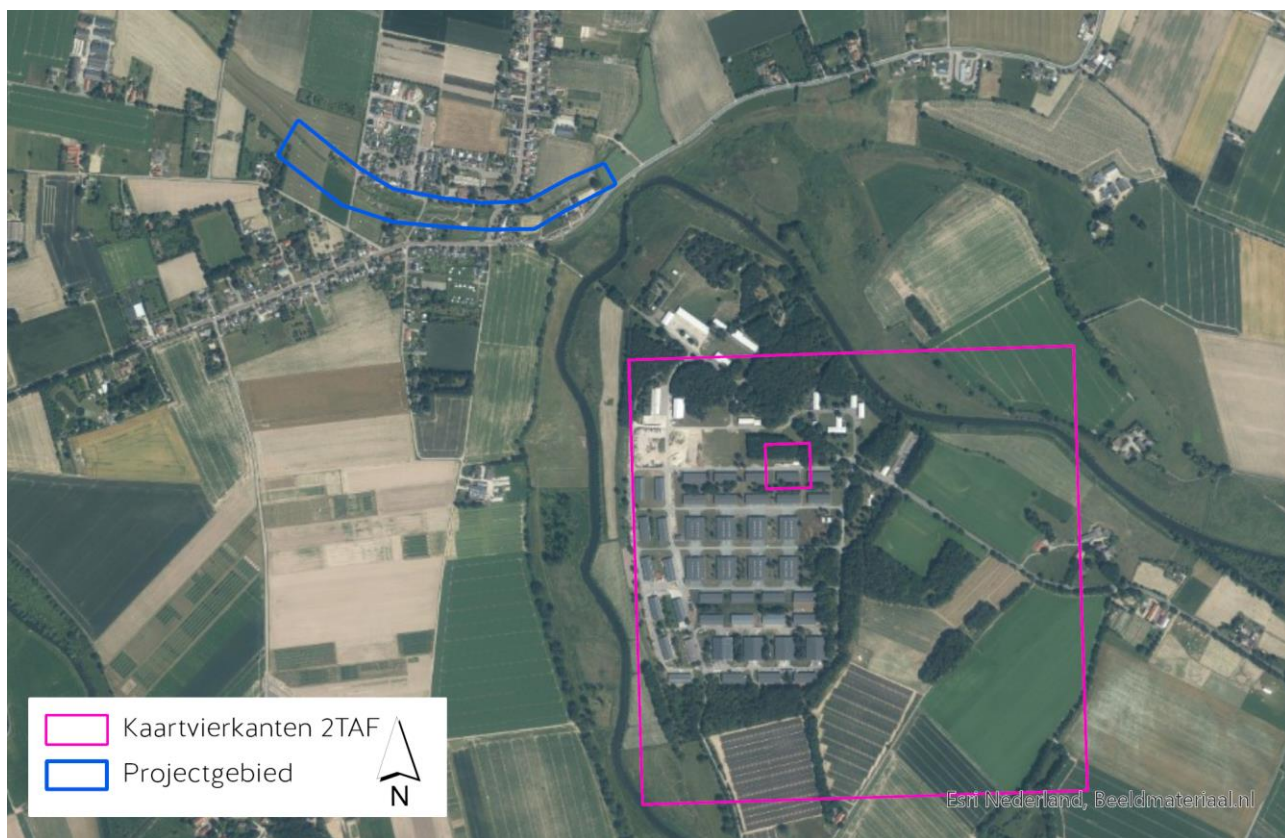 Kaartvierkanten 2TAF
Projectgebied
N
Esri Nederland, Beeldmateriaal.nl